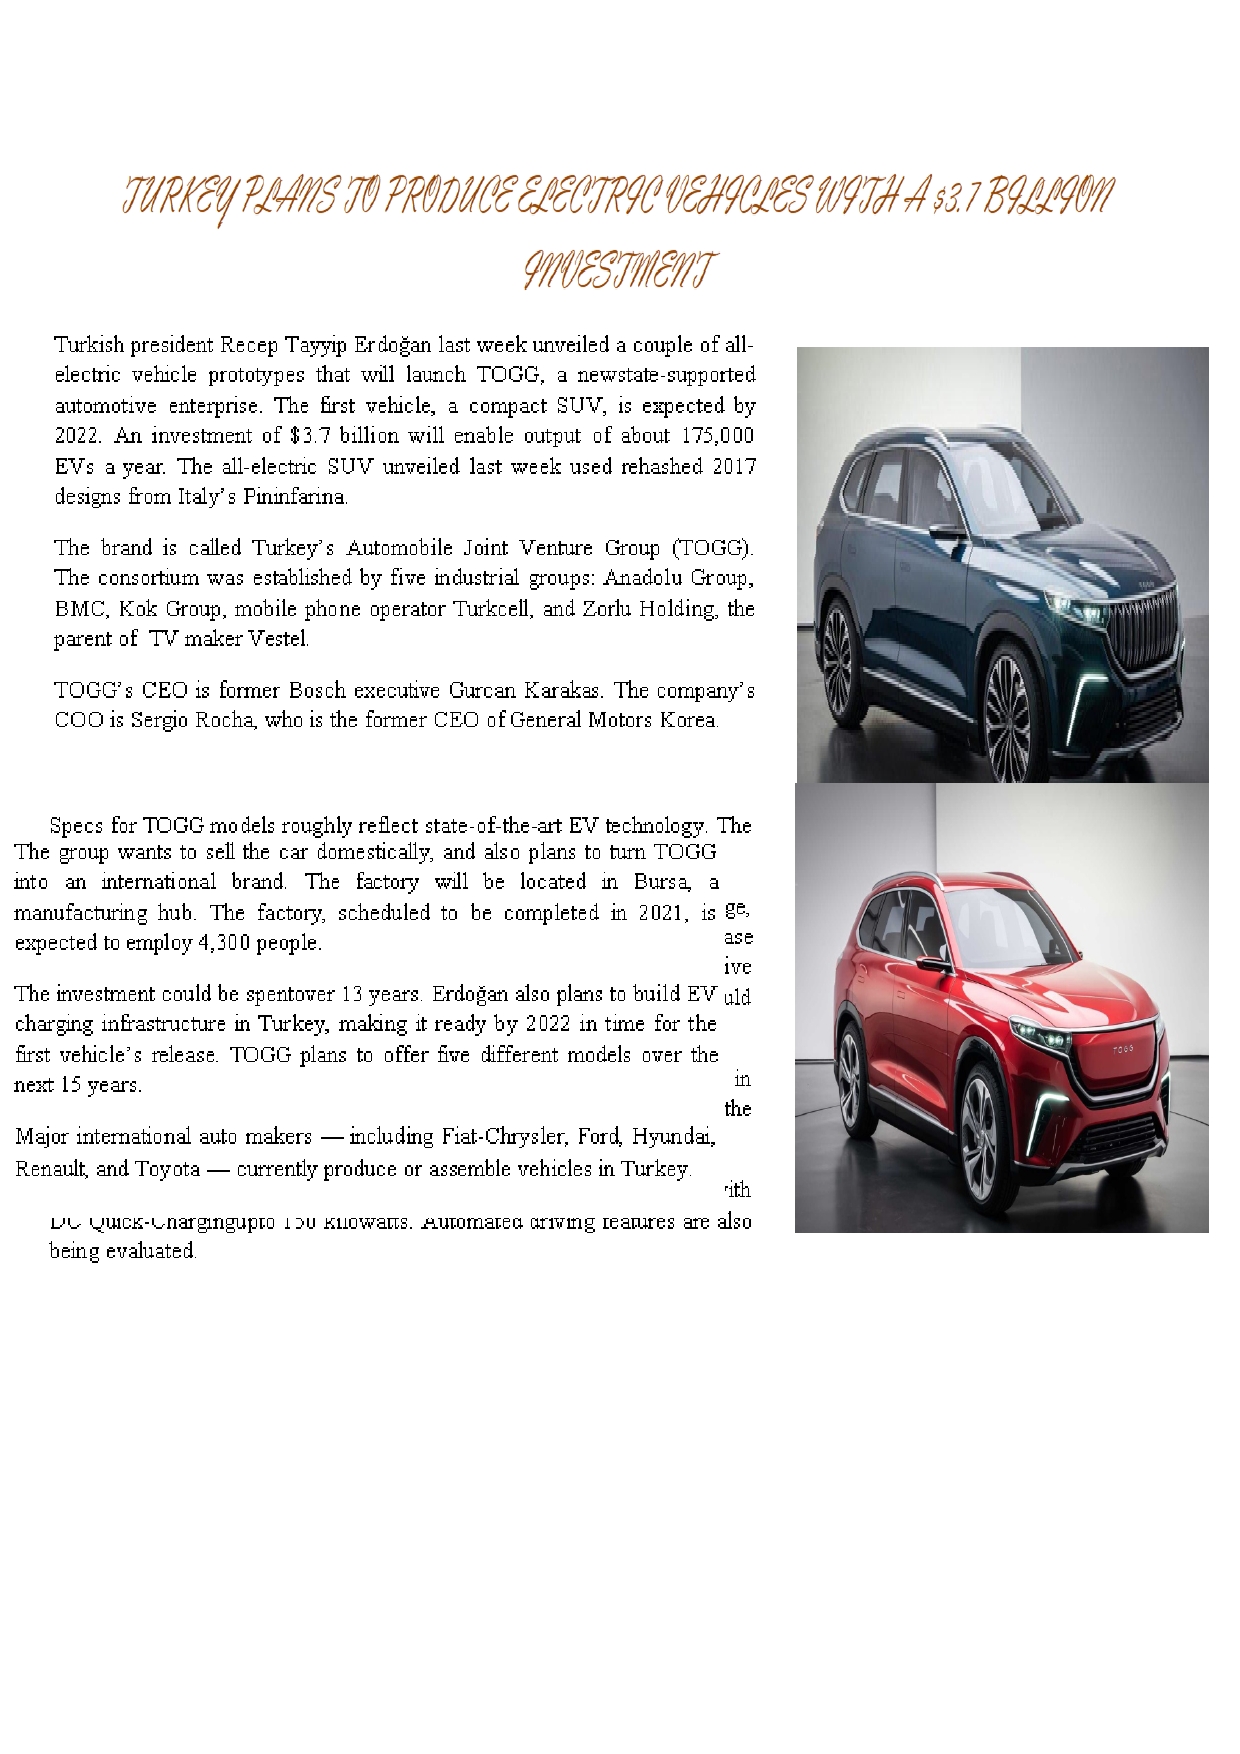 TURKEY PLANS TO PRODUCE ELECTRIC VEHICLES WITH A $3.7 BILLION
INVESTMENT
Turkish president Recep Tayyip Erdoğan last week unveiled a couple of all-
electric vehicle prototypes that will launch TOGG, a newstate-supported
automotive enterprise. The first vehicle, a compact SUV, is expected by
2022. An investment of $3.7 billion will enable output of about 175,000
EVs a year. The all-electric SUV unveiled last week used rehashed 2017
designs from Italy’s Pininfarina.
The brand is called Turkey’s Automobile Joint Venture Group (TOGG).
The consortium was established by five industrial groups: Anadolu Group,
BMC, Kok Group, mobile phone operator Turkcell, and Zorlu Holding, the
parent of TV maker Vestel.
TOGG’s CEO is former Bosch executive Gurcan Karakas. The company’s
COO is Sergio Rocha, who is the former CEO of General Motors Korea.
Specs for TOGG models roughly reflect state-of-the-art EV technology. The
The group wants to sell the car domestically, and also plans to turn TOGG
into an international brand. The factory will be located in Bursa, a
manufacturing hub. The factory, scheduled to be completed in 2021, is
expected to employ 4,300 people.
The investment could be spentover 13 years. Erdoğan also plans to build EV
charging infrastructure in Turkey, making it ready by 2022 in time for the
first vehicle’s release. TOGG plans to offer five different models over the
next 15 years.
Major international auto makers — including Fiat-Chrysler, Ford, Hyundai,
Renault, and Toyota — currently produce or assemble vehicles in Turkey.
ge,
ase
ive
uld
in
the
ith
DC Quick-Chargingupto 150 kilowatts. Automated driving features are also
being evaluated.
TOGG